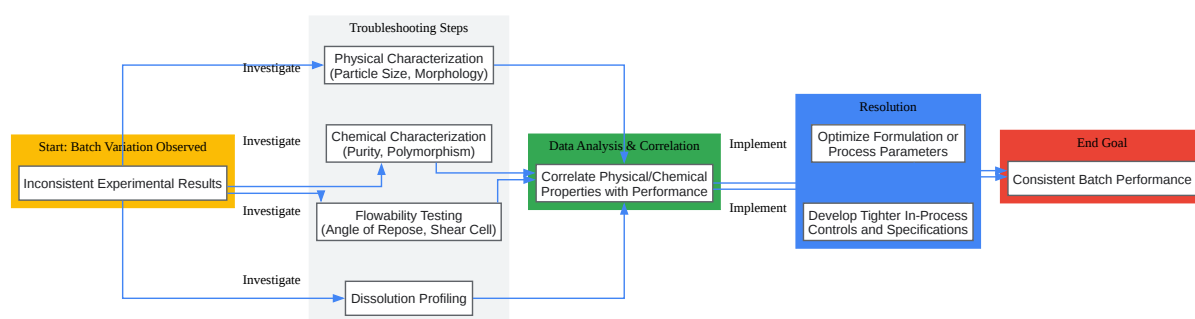 Troubleshooting Steps
Physical Characterization
(Particle Size, Morphology)
Investigate
Chemical Characterization
(Purity, Polymorphism)
Investigate
Flowability Testing
(Angle of Repose, Shear Cell)
Investigate
Dissolution Profiling
Investigate
Start: Batch Variation Observed
Inconsistent Experimental Results
Data Analysis & Correlation
Correlate Physical/Chemical
Properties with Performance
Implement
Implement
Resolution
Optimize Formulation or
Process Parameters
Develop Tighter In-Process
Controls and Specifications
End Goal
Consistent Batch Performance